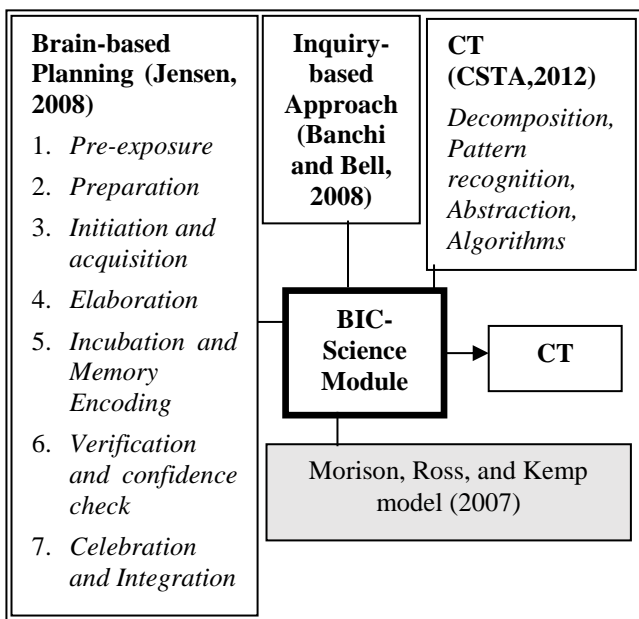 Brain-based
Planning (Jensen,
2008)
1. Pre-exposure
2. Preparation
3. Initiation and
acquisition
4. Elaboration
5. Incubation and
Memory
Encoding
6. Verification
and confidence
check
7. Celebration
and Integration
Inquiry-
based
Approach
(Banchi
and Bell,
2008)
CT
(CSTA,2012)
Decomposition,
Pattern
recognition,
Abstraction,
Algorithms
BIC-
Science
Module
CT
Morison, Ross, and Kemp
model (2007)